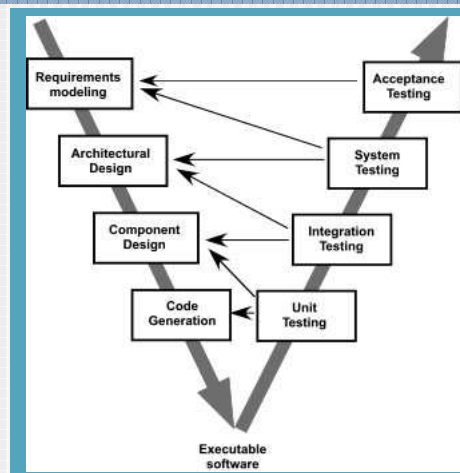 Requirements
modeling
Acceptance
Testing
Architectural
Design
System
Testing
Component
Design
Integration
Testing
Code
Generation
Unit
Testing
Executable
software